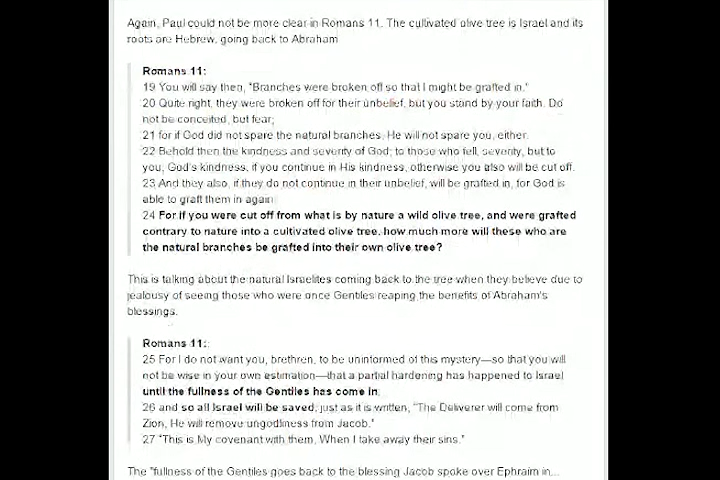 Again, Paul could not be more clear in Romans 11. The cultivated olive tree is Israel and its
roots are Hebrew, going back to Abraham
Romans 11:
19 You will say then, "Branches were broken off so that I might be grafted in."
20 Quite right, they were broken off for their unbelief, but you stand by your faith. Do
not be conceited, but fear;
21 for if God did not spare the natural branches, He will not spare you, either.
22 Behold then the kindness and severity of God; to those who fell, severity, but to
you, God's kindness, if you continue in His kindness; otherwise you also will be cut off.
23 And they also, if they do not continue in their unbelief, will be grafted in, for God is
able to graft them in again.
24 For if you were cut off from what is by nature a wild olive tree, and were grafted
contrary to nature into a cultivated olive tree, how much more will these who are
the natural branches be grafted into their own olive tree?
This is talking about the natural Israelites coming back to the tree when they believe due to
jealousy of seeing those who were once Gentiles reaping the benefits of Abraham's
blessings.
Romans 11:
25 For I do not want you, brethren, to be uninformed of this mystery—so that you will
not be wise in your own estimation—that a partial hardening has happened to Israel
until the fullness of the Gentiles has come in;
26 and so all Israel will be saved; just as it is written, "The Deliverer will come from
Zion, He will remove ungodliness from Jacob."
27 "This is My covenant with them, When I take away their sins."
The "fullness of the Gentiles goes back to the blessing Jacob spoke over Ephraim in...